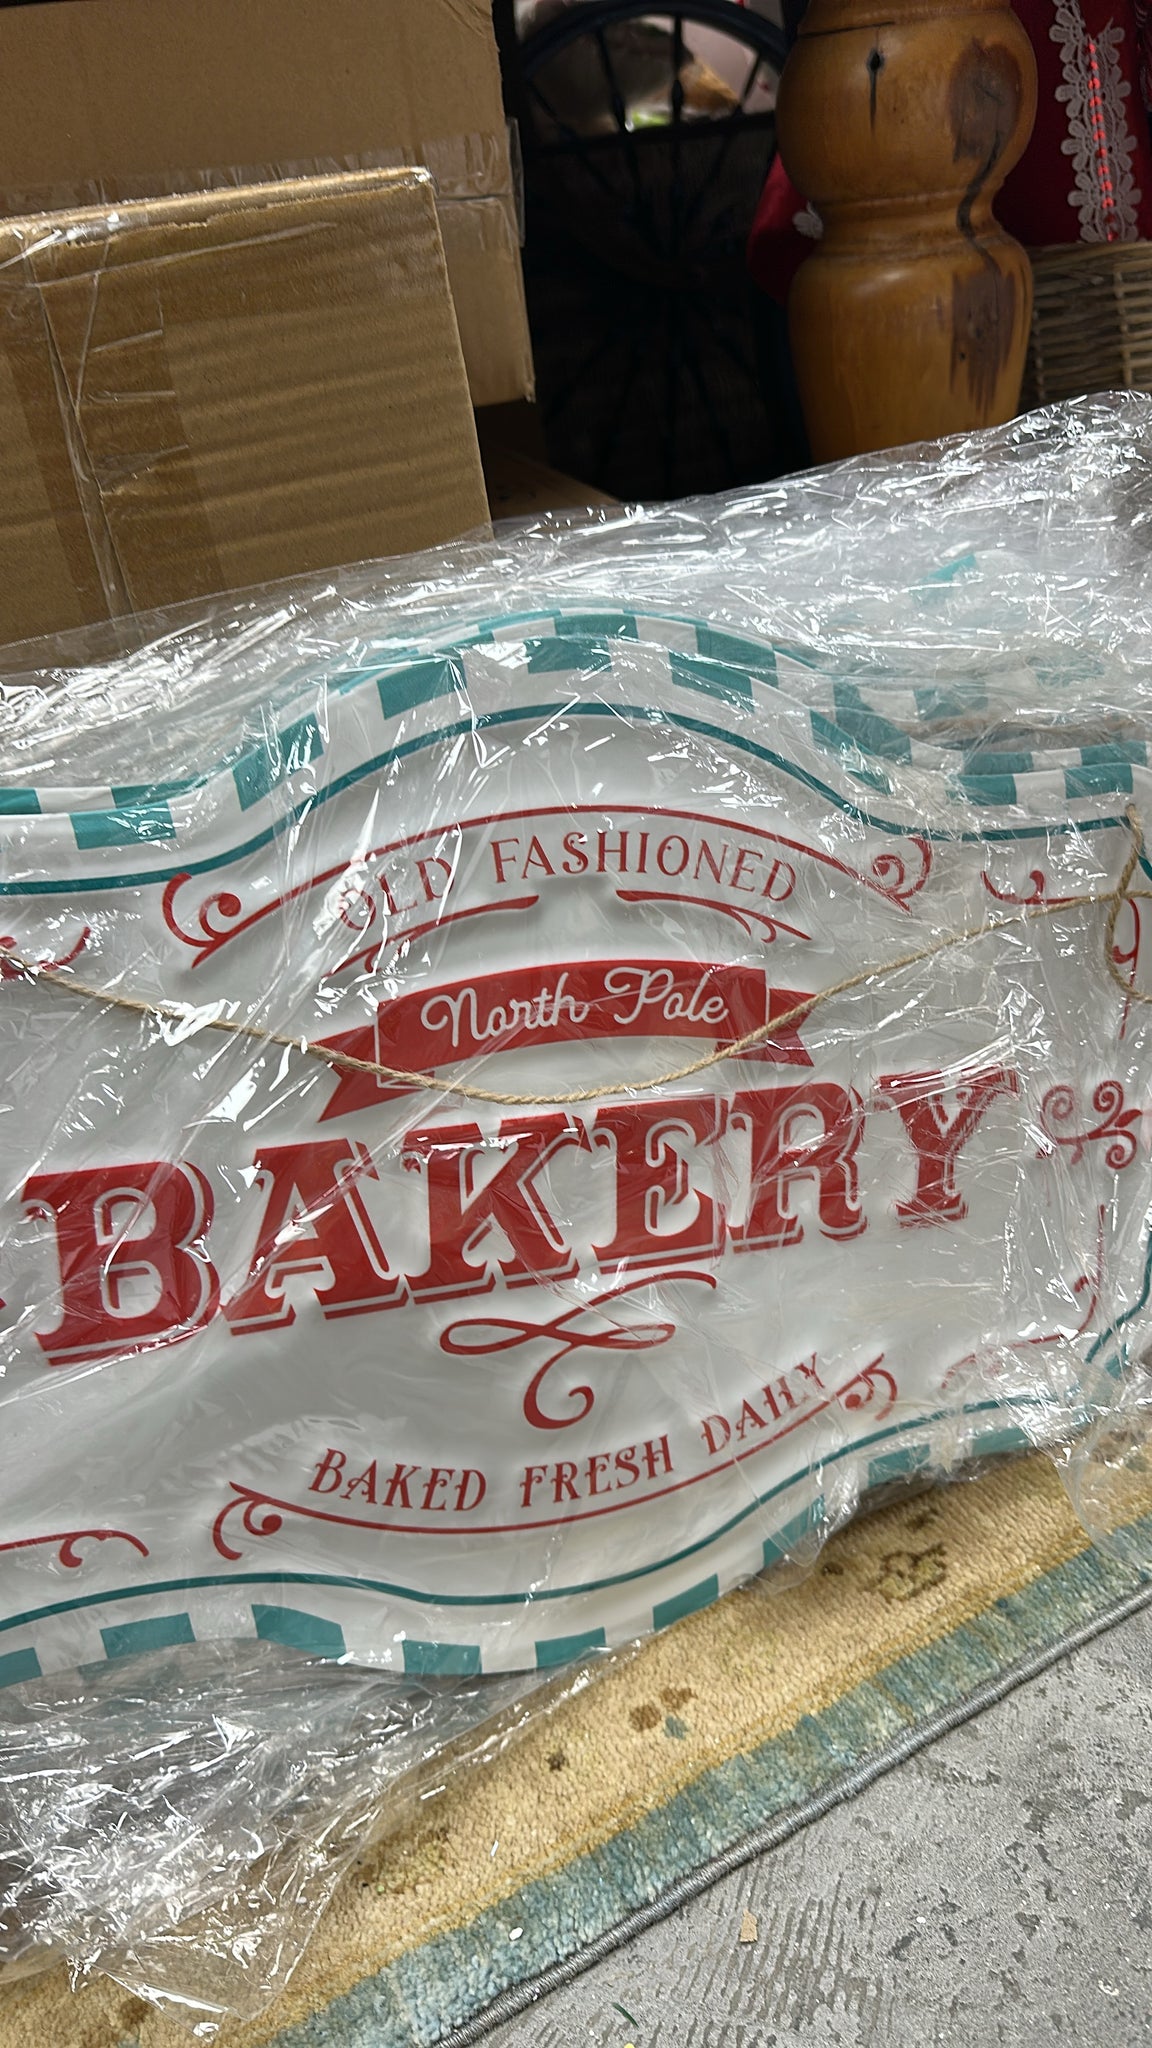 OLD FASHIONED
North Pole
BAKERY
BAKED FRESH DAILY